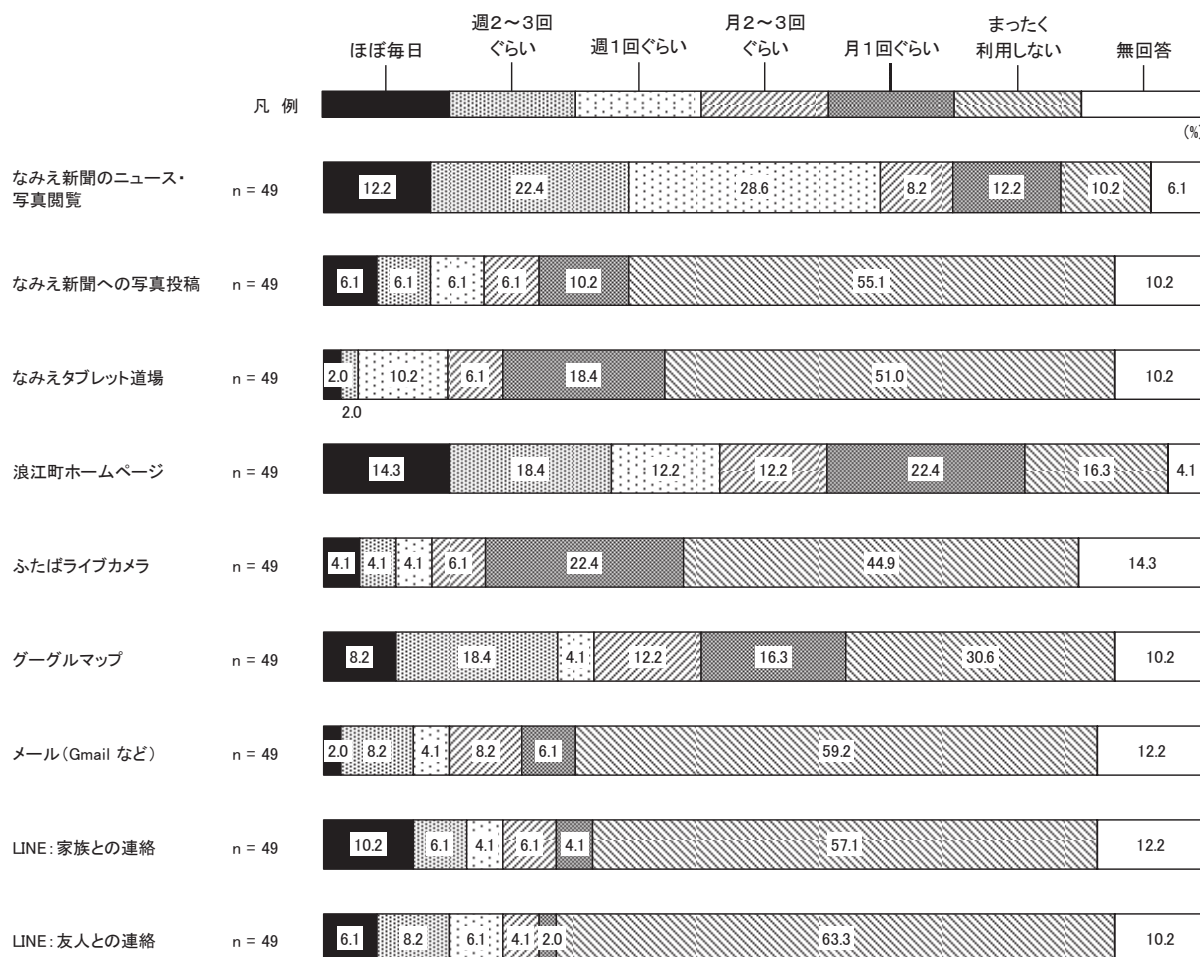 ほぼ毎日
週2～3回
ぐらい
週1回ぐらい
月2～3回
ぐらい
月1回ぐらい
まったく
利用しない
無回答
凡 例
(%)
なみえ新聞のニュース・
写真閲覧
n = 49
12.2 22.4 28.6 8.2 12.2 10.2 6.1
なみえ新聞への写真投稿 n = 49 6.1 6.1 6.1 6.1 10.2 55.1 10.2
なみえタブレット道場 n = 49 2.0 10.2 6.1 18.4 51.0 10.2
2.0
浪江町ホームページ n = 49 14.3 18.4 12.2 12.2 22.4 16.3 4.1
ふたばライブカメラ n = 49 4.1 4.1 4.1 6.1 22.4 44.9 14.3
グーグルマップ n = 49 8.2 18.4 4.1 12.2 16.3 30.6 10.2
メール(Gmail など) n = 49 2.0 8.2 4.1 8.2 6.1 59.2 12.2
LINE:家族との連絡 n = 49 10.2 6.1 4.1 6.1 4.1 57.1 12.2
LINE:友人との連絡 n = 49 6.1 8.2 6.1 4.1 2.0 63.3 10.2